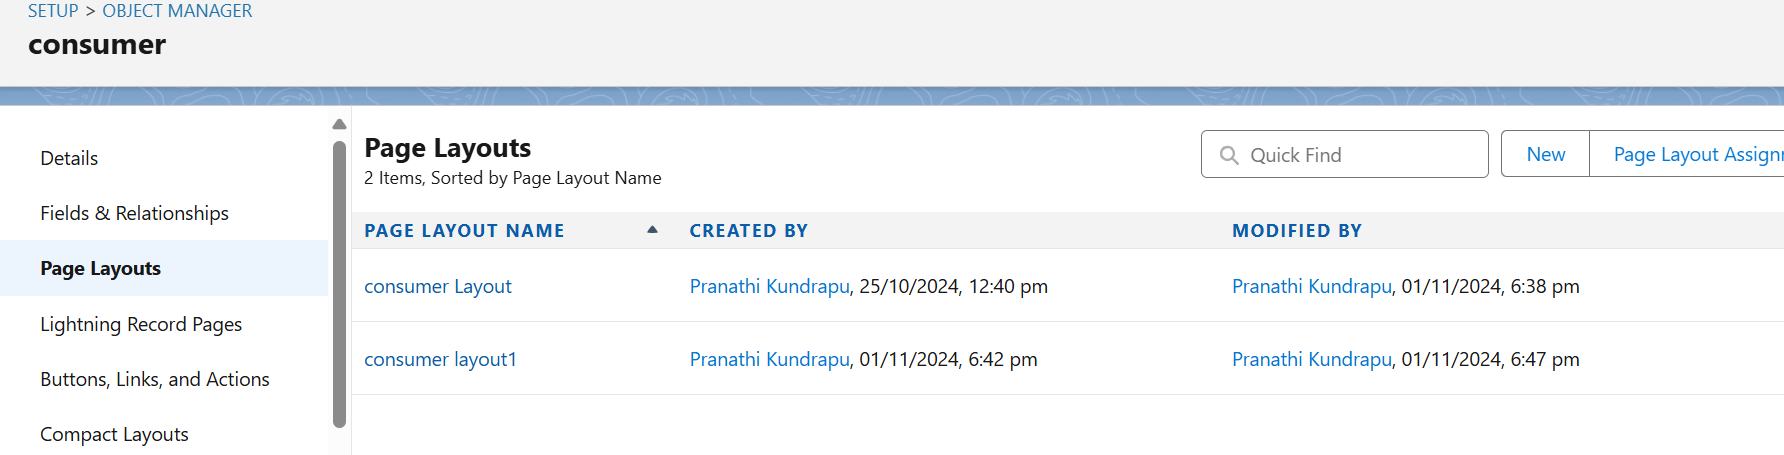 SETUP > OBJECT MANAGER
consumer
Details
Fields & Relationships
Page Layouts
Lightning Record Pages
Buttons, Links, and Actions
Compact Layouts
Page Layouts
2 Items, Sorted by Page Layout Name
Quick Find
New
Page Layout
PAGE LAYOUT NAME CREATED BY MODIFIED BY
consumer Layout Pranathi Kundrapu, 25/10/2024, 12:40 pm Pranathi Kundrapu, 01/11/2024, 6:38 pm
consumer layout1 Pranathi Kundrapu, 01/11/2024, 6:42 pm Pranathi Kundrapu, 01/11/2024, 6:47 pm